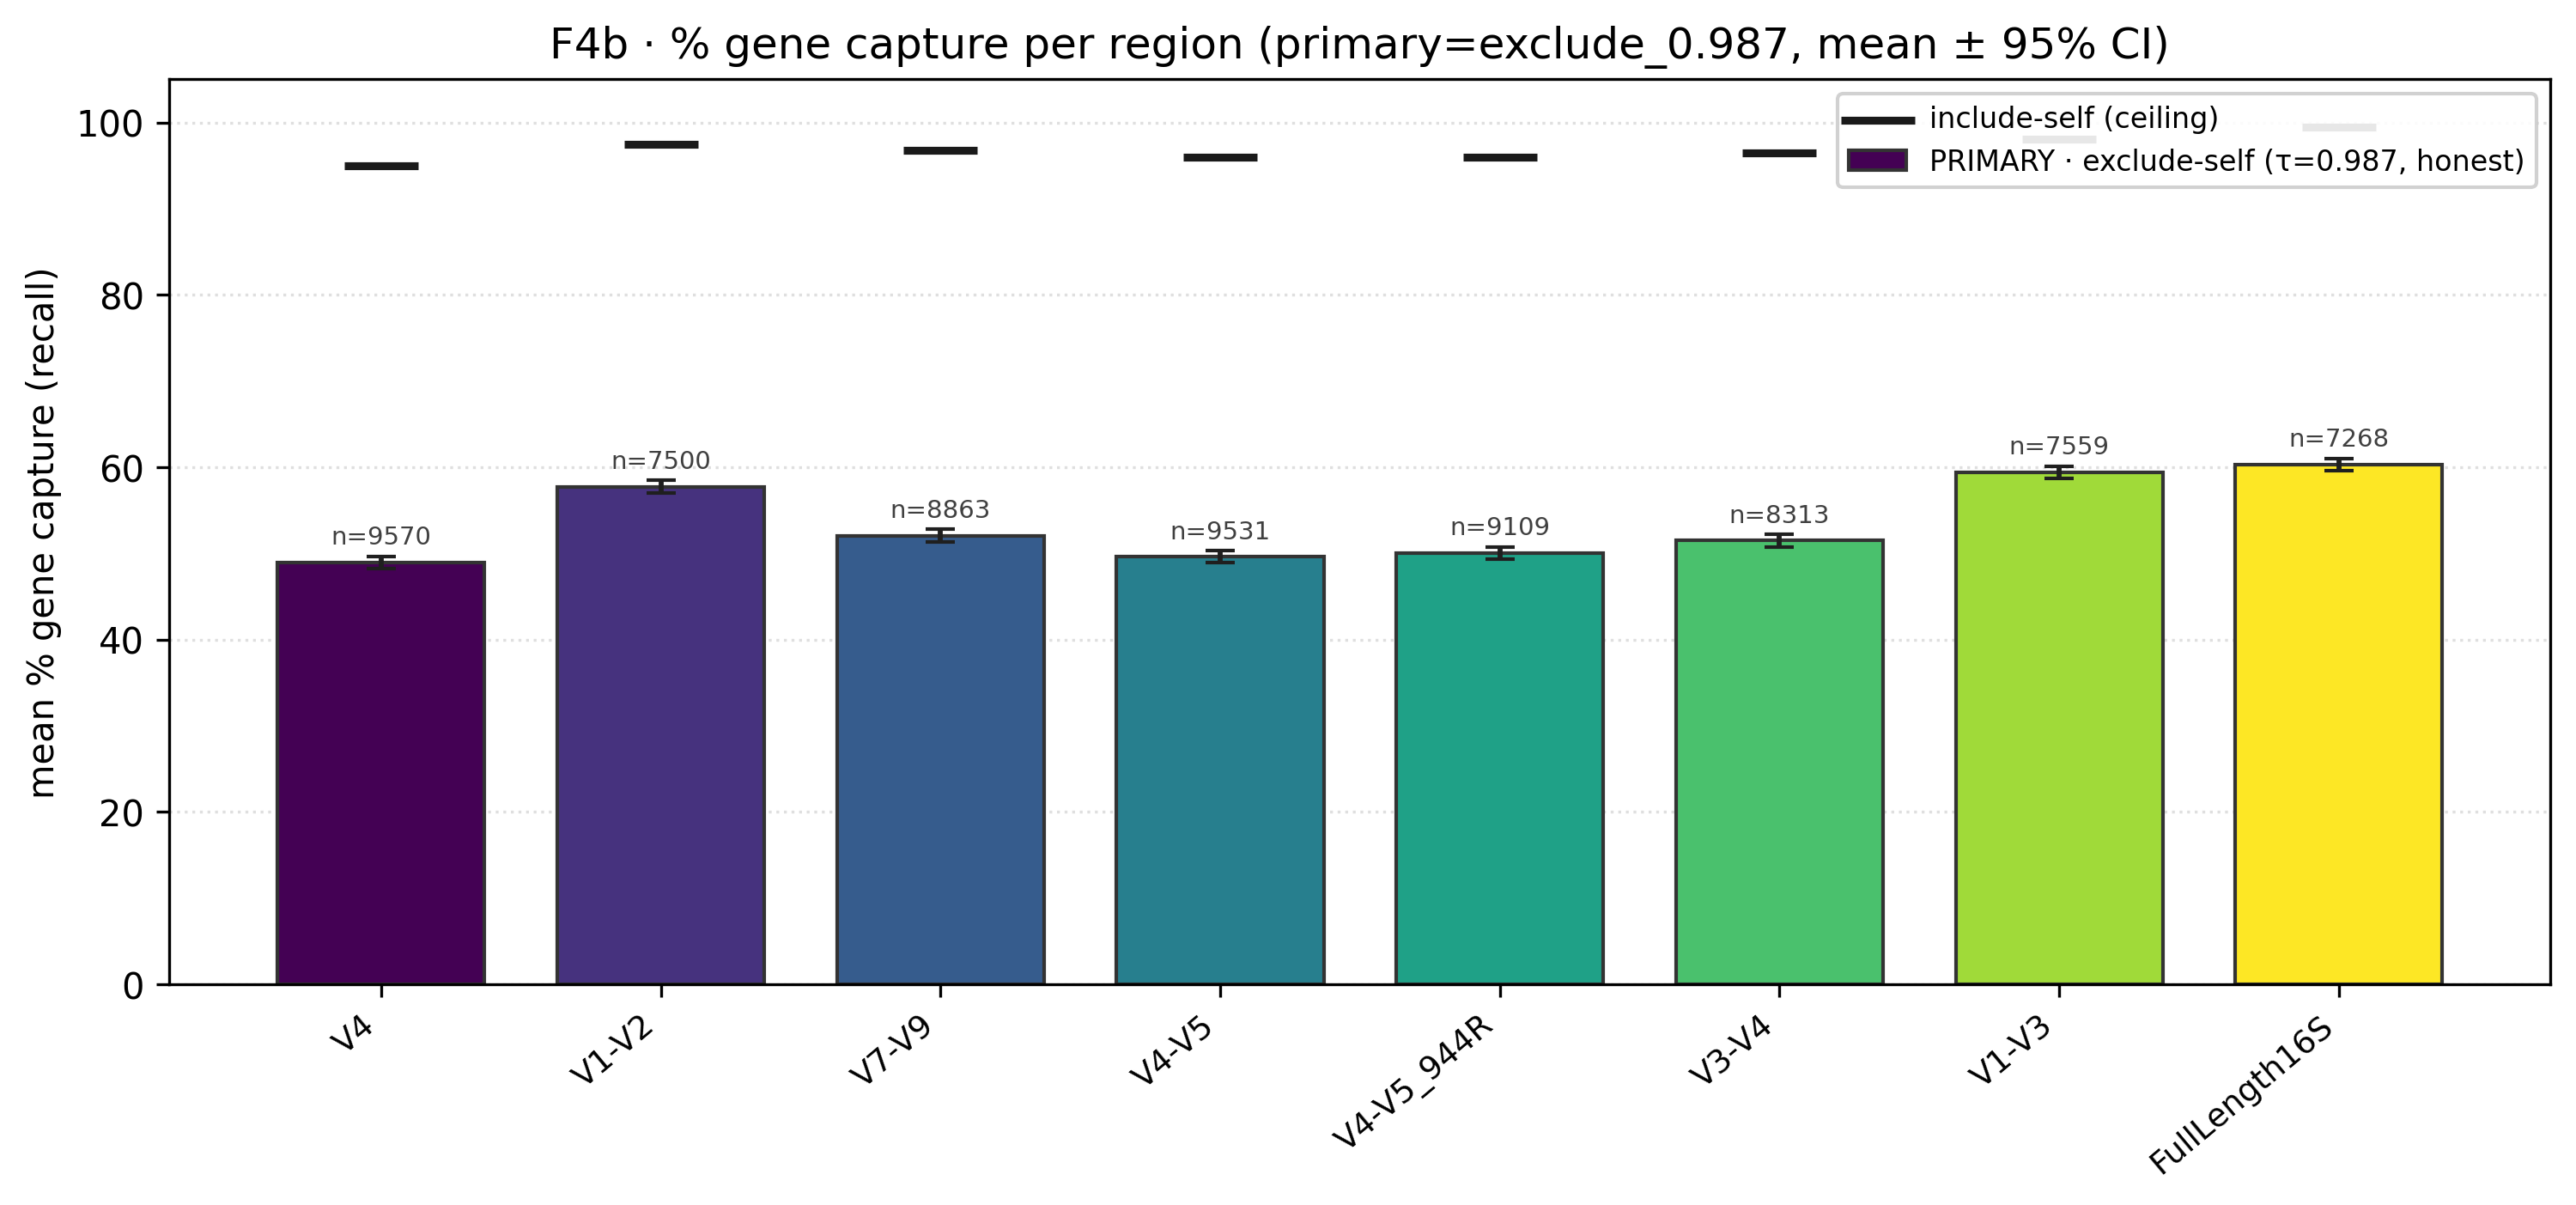 F4b · % gene capture per region (primary=exclude_0.987, mean ± 95% CI)
include-self (ceiling)
PRIMARY · exclude-self (τ=0.987, honest)
mean % gene capture (recall)
100
80
60
40
20
0
n=9570
n=7500
n=8863
n=9531
n=9109
n=8313
n=7559
n=7268
V4
V1-V2
V7-V9
V4-V5
V4-V5_944R
V3-V4
V1-V3
FullLength16S